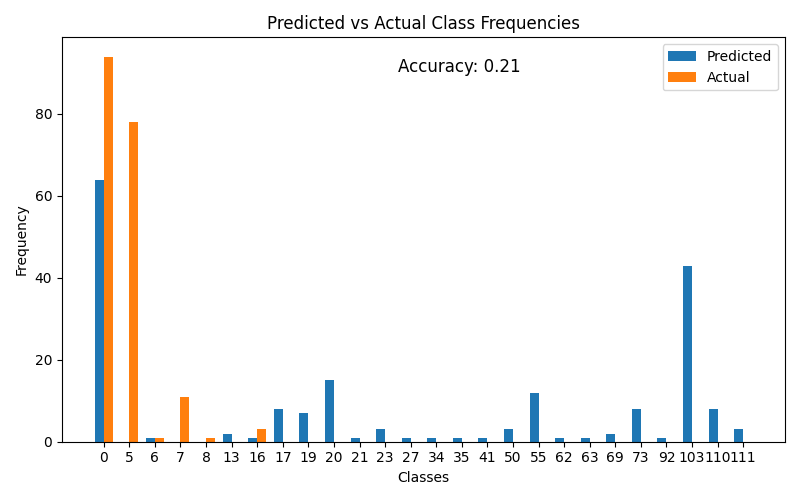 Predicted vs Actual Class Frequencies
Accuracy: 0.21
Predicted
Actual
Frequency
80
60
40
20
0
0 5 6 7 8 13 16 17 19 20 21 23 27 34 35 41 50 55 62 63 69 73 92 103 110 111
Classes